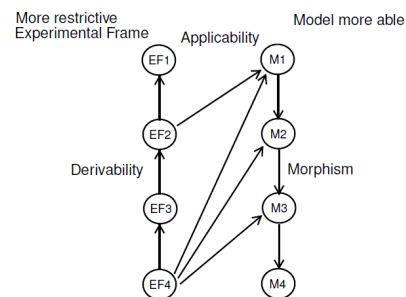 More restrictive
Experimental Frame
Applicability
Model more able
EF1
M1
EF2
M2
Derivability
Morphism
EF3
M3
EF4
M4